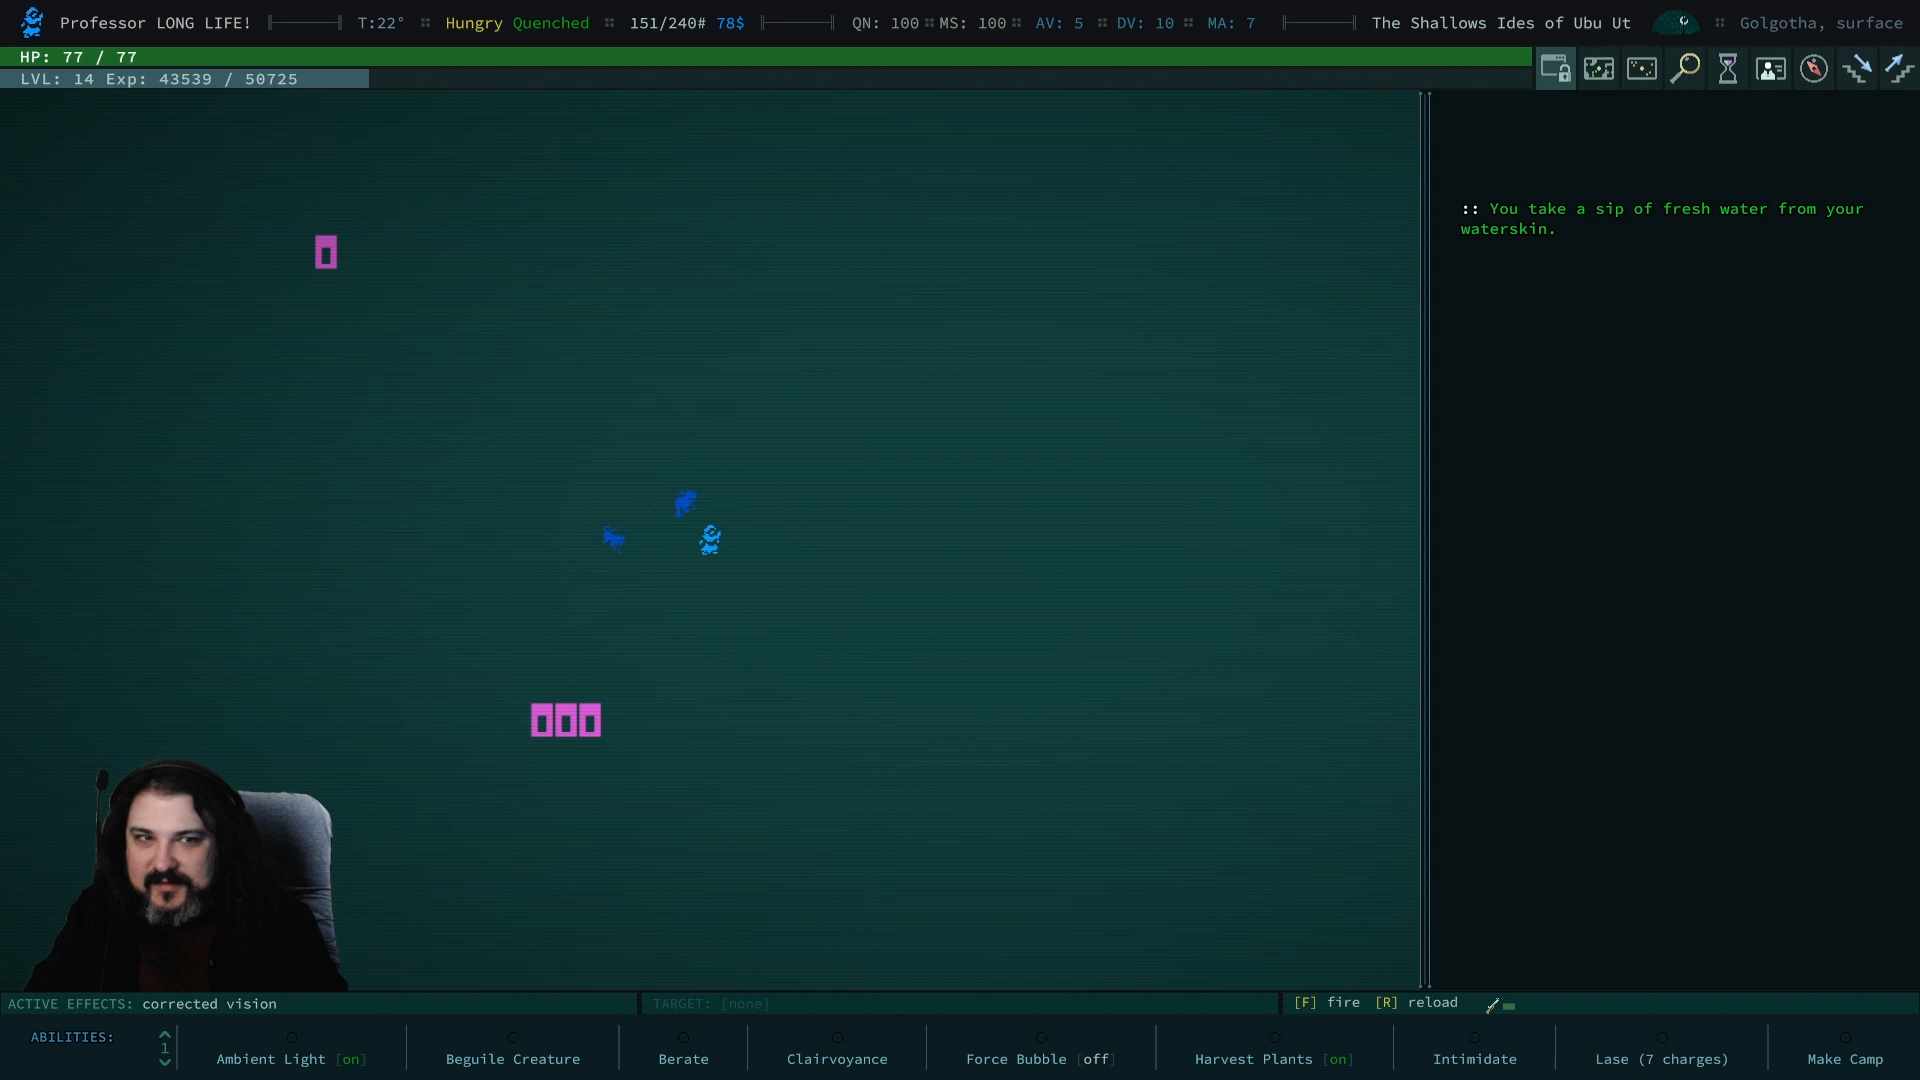 Professor LONG LIFE! T:22° Hungry Quenched 151/240# 78$ QN: 100 MS: 100 AV: 5 DV: 10 MA: 7 The Shallows Ides of Ubu Ut Golgotha, surface
HP: 77 / 77
LVL: 14 Exp: 43539 / 50725
:: You take a sip of fresh water from your
waterskin.
ACTIVE EFFECTS: corrected vision TARGET: [none] [F] fire [R] reload
ABILITIES: 1 Ambient Light [on] Beguile Creature Berate Clairvoyance Force Bubble [off] Harvest Plants [on] Intimidate Lase (7 charges) Make Camp